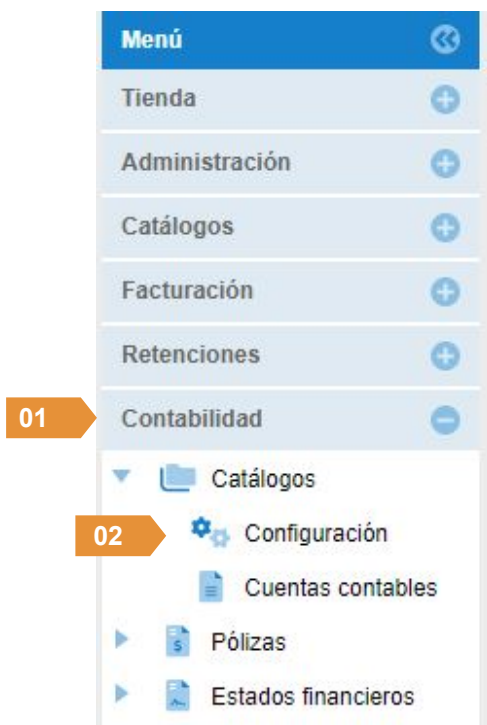 Menú
Tienda
Administración
Catálogos
Facturación
Retenciones
01 Contabilidad
Catálogos
02 Configuración
Cuentas contables
Pólizas
Estados financieros